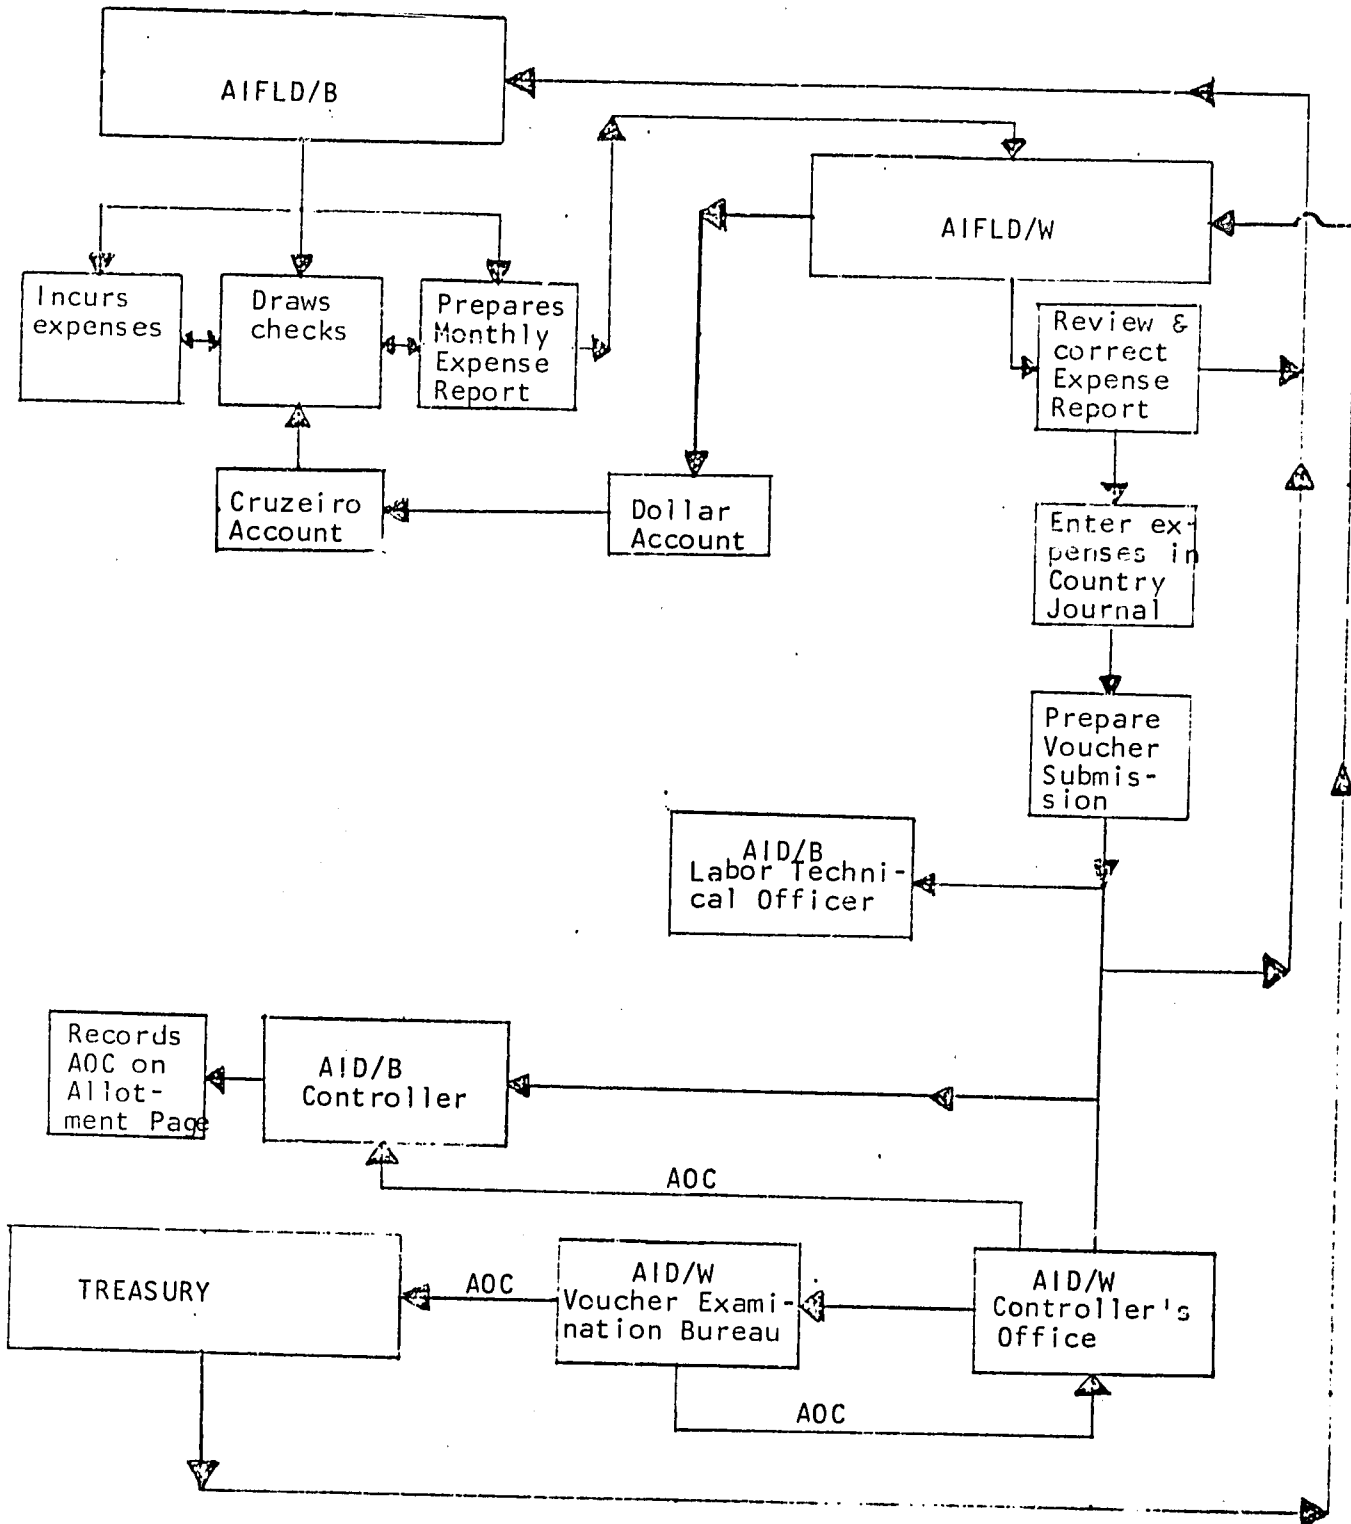 AIFLD/B
AIFLD/W
Incurs
expenses
Draws
checks
Prepares
Monthly
Expense
Report
Review &
correct
Expense
Report
Cruzeiro
Account
Dollar
Account
Enter ex-
penses in
Country
Journal
Prepare
Voucher
Submis-
sion
AID/B
Labor Techni-
cal Officer
Records
AOC on
Allot-
ment Page
AID/B
Controller
AOC
TREASURY
AOC
AID/W
Voucher Exami-
nation Bureau
AID/W
Controller's
Office
AOC